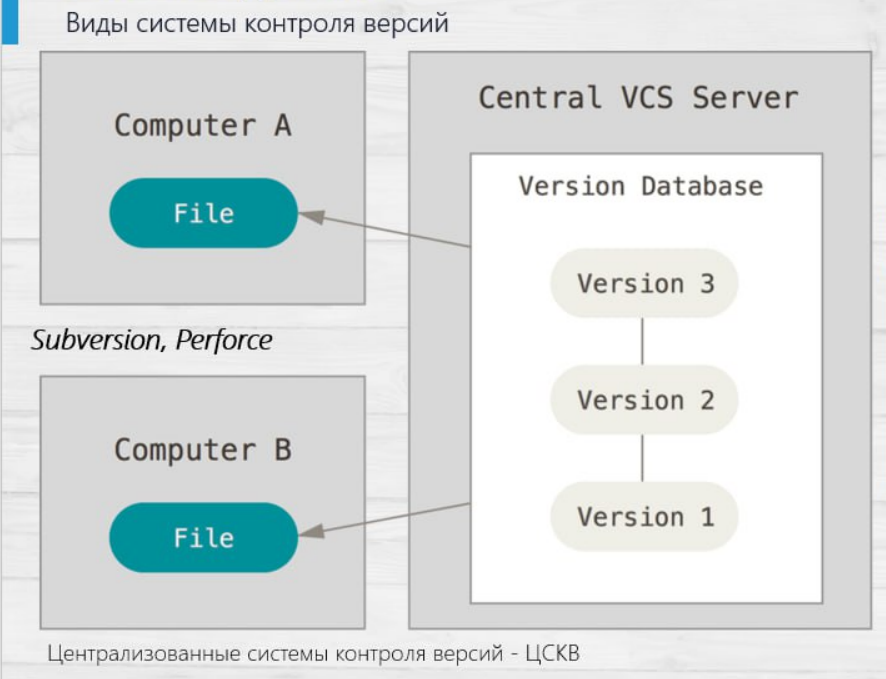 Виды системы контроля версий
Computer A
File
Subversion, Perforce
Computer B
File
Central VCS Server
Version Database
Version 3
Version 2
Version 1
Централизованные системы контроля версий - ЦСКВ